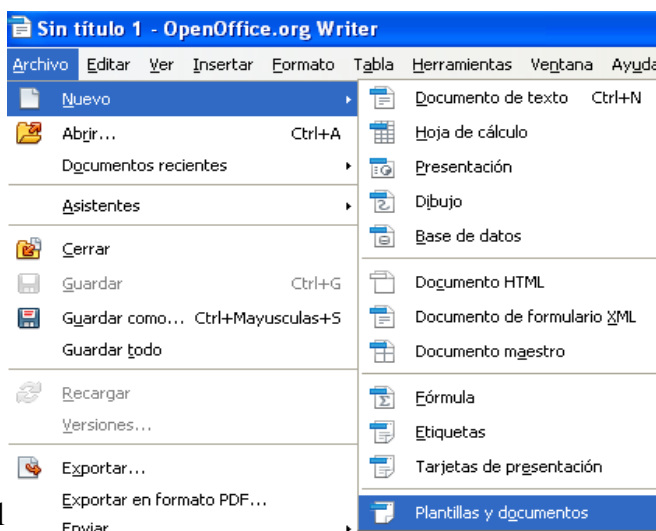 Sin título 1 - OpenOffice.org Writer
Archivo Editar Ver Insertar Formato Tabla Herramientas Ventana Ayuda
Nuevo
Abrir... Ctrl+A
Documentos recientes
Asistentes
Cerrar
Guardar Ctrl+G
Guardar como... Ctrl+Mayusculas+S
Guardar todo
Recargar
Versiones...
Exportar...
Exportar en formato PDF...
Enviar
Documento de texto Ctrl+N
Hoja de cálculo
Presentación
Dibujo
Base de datos
Documento HTML
Documento de formulario XML
Documento maestro
Fórmula
Etiquetas
Tarjetas de presentación
Plantillas y documentos